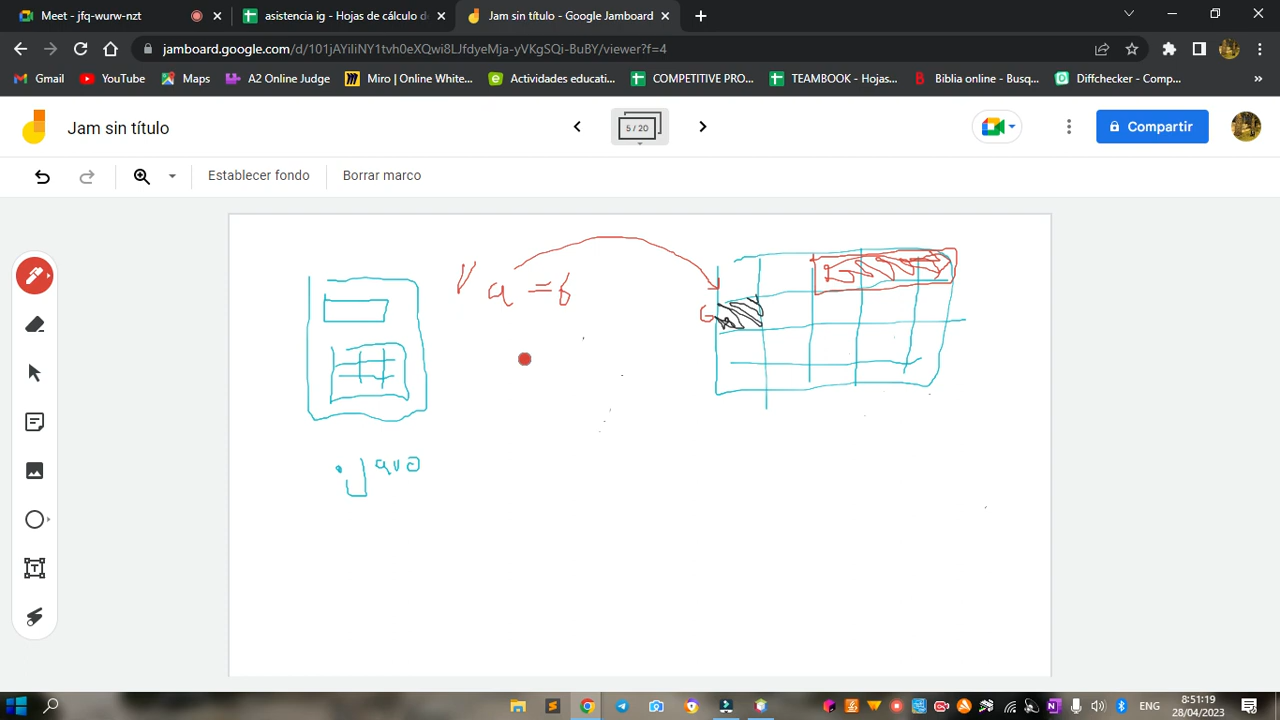 Meet - jfq-wurw-nzt
asistencia ig - Hojas de cálculo d
Jam sin título - Google Jamboard
jamboard.google.com/d/101jAYiliNY1tvh0eXQwi8LJfdyeMja-yVKgSQi-BuBY/viewer?f=4
Gmail YouTube Maps A2 Online Judge Miro | Online White... Actividades educati... COMPETITIVE PRO... TEAMBOOK - Hojas... Biblia online - Busq... Diffchecker - Comp... »
Jam sin título
5 / 20
Compartir
Establecer fondo
Borrar marco
a = 6
.java
ENG
8:51:19
28/04/2023